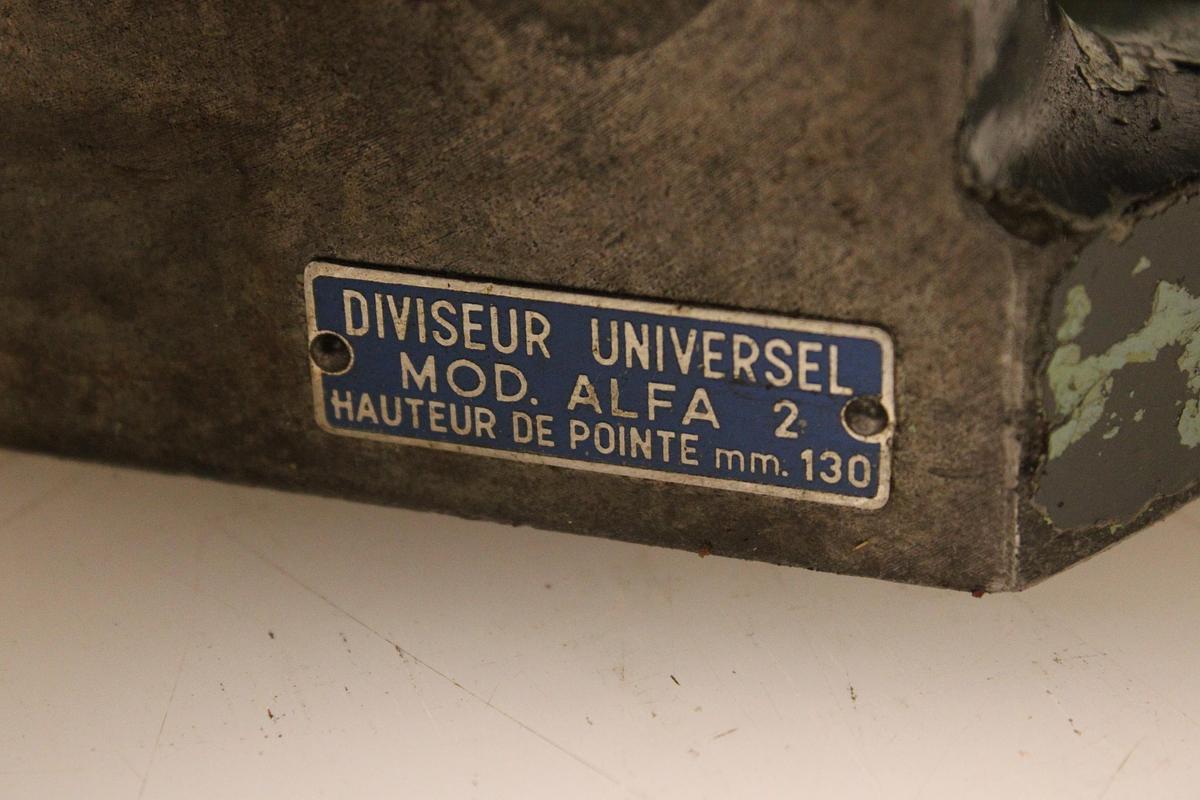 DIVISEUR UNIVERSEL
MOD. ALFA 2
HAUTEUR DE POINTE mm. 130